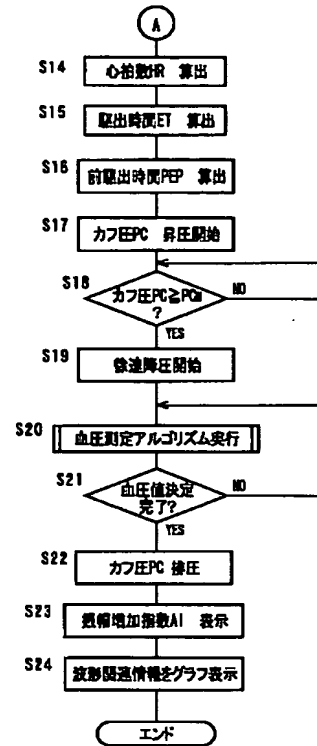 A
S14 心拍数HR 算出
S15 駆出時間ET 算出
S16 前駆出時間PEP 算出
S17 カフ圧PC 昇圧開始
S18 カフ圧PC≧PCM NO
?
YES
S19 徐速降圧開始
S20 血圧測定アルゴリズム実行
S21 血圧値決定 NO
完了?
YES
S22 カフ圧PC 排圧
S23 振幅増加指数AI 表示
S24 波形関連情報をグラフ表示
エンド